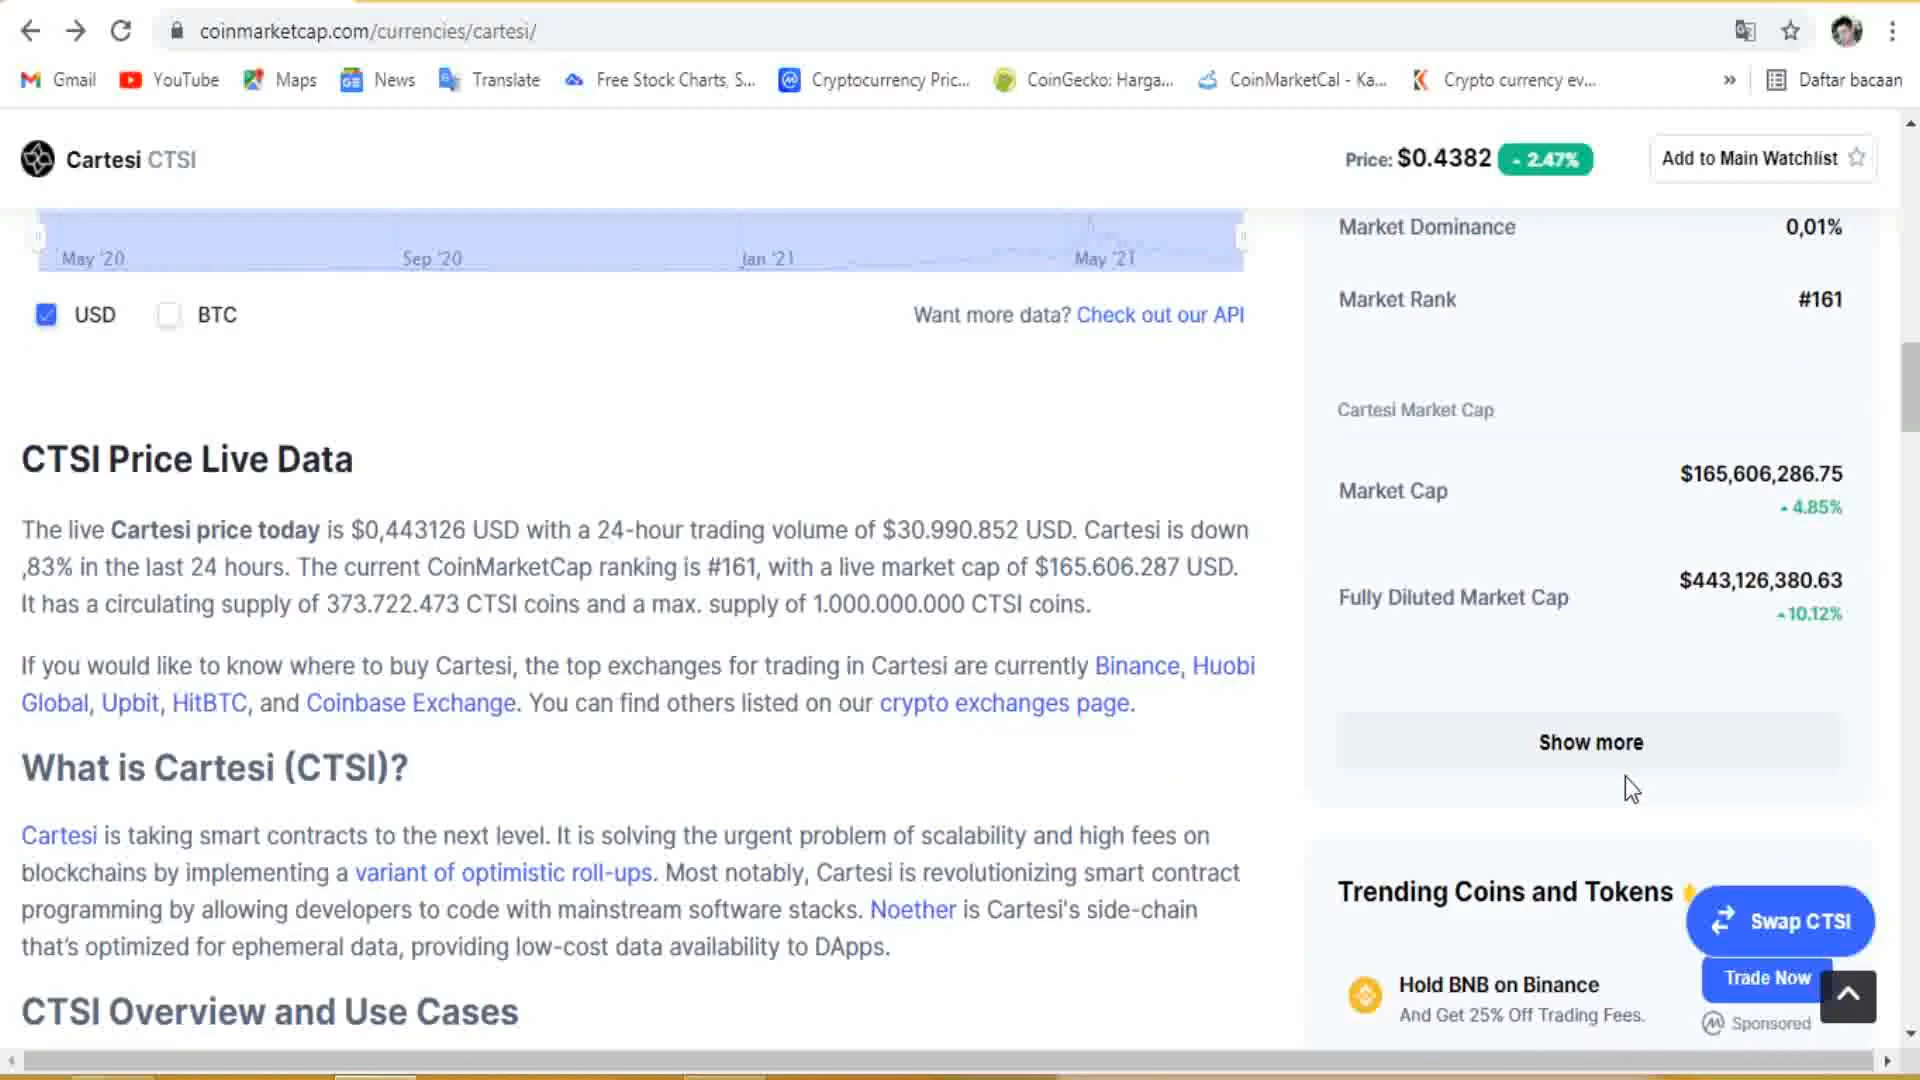 coinmarketcap.com/currencies/cartesi/
Gmail YouTube Maps News Translate Free Stock Charts, S... Cryptocurrency Pric... CoinGecko: Harga... CoinMarketCal - Ka... Crypto currency ev... » Daftar bacaan
Cartesi CTSI
Price: $0.4382 2.47%
Add to Main Watchlist
May '20 Sep '20 Jan '21 May '21
USD BTC
Want more data? Check out our API
CTSI Price Live Data
The live Cartesi price today is $0,443126 USD with a 24-hour trading volume of $30.990.852 USD. Cartesi is down
,83% in the last 24 hours. The current CoinMarketCap ranking is #161, with a live market cap of $165.606.287 USD.
It has a circulating supply of 373.722.473 CTSI coins and a max. supply of 1.000.000.000 CTSI coins.
If you would like to know where to buy Cartesi, the top exchanges for trading in Cartesi are currently Binance, Huobi
Global, Upbit, HitBTC, and Coinbase Exchange. You can find others listed on our crypto exchanges page.
What is Cartesi (CTSI)?
Cartesi is taking smart contracts to the next level. It is solving the urgent problem of scalability and high fees on
blockchains by implementing a variant of optimistic roll-ups. Most notably, Cartesi is revolutionizing smart contract
programming by allowing developers to code with mainstream software stacks. Noether is Cartesi's side-chain
that's optimized for ephemeral data, providing low-cost data availability to DApps.
CTSI Overview and Use Cases
Market Dominance 0,01%
Market Rank #161
Cartesi Market Cap
Market Cap $165,606,286.75
4.85%
Fully Diluted Market Cap $443,126,380.63
10.12%
Show more
Trending Coins and Tokens
Swap CTSI
Hold BNB on Binance
And Get 25% Off Trading Fees.
Trade Now
Sponsored